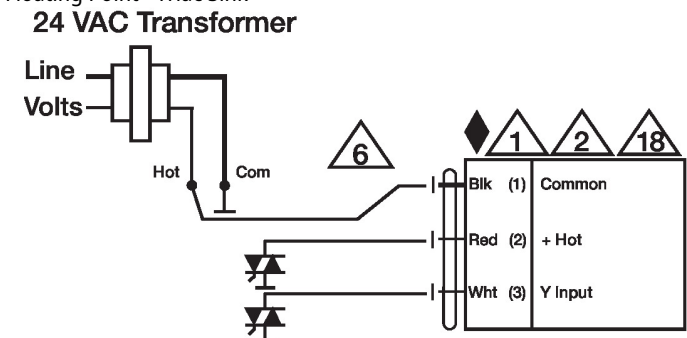 24 VAC Transformer
Line
Volts
Hot
Com
6
1
2
18
Blk (1) Common
Red (2) + Hot
Wht (3) Y Input